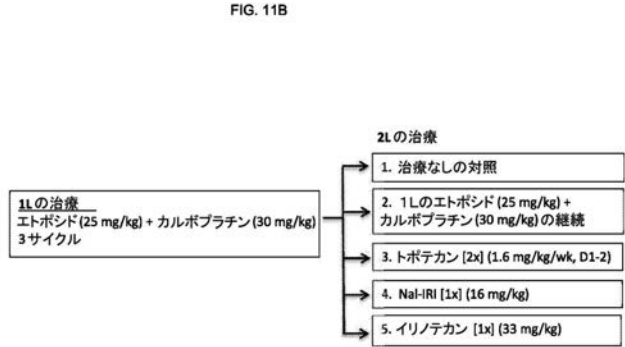 FIG. 11B
2Lの治療
1. 治療なしの対照
1Lの治療
エトポシド (25 mg/kg) + カルボプラチン (30 mg/kg)
3サイクル
2. 1Lのエトポシド (25 mg/kg) +
カルボプラチン (30 mg/kg) の継続
3. トポテカン [2x] (1.6 mg/kg/wk, D1-2)
4. Nal-IRI [1x] (16 mg/kg)
5. イリノテカン [1x] (33 mg/kg)